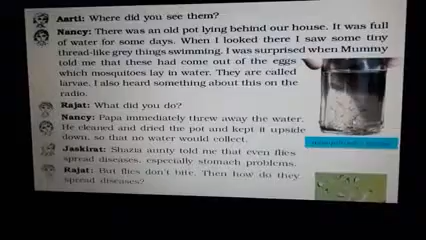 Aarti: Where did you see them?
Nancy: There was an old pot lying behind our house. It was full
of water for some days. When I looked there I saw some tiny
thread-like grey things swimming. I was surprised when Mummy
told me that these had come out of the eggs
which mosquitoes lay in water. They are called
larvae. I also heard something about this on the
radio.
Rajat: What did you do?
Nancy: Papa immediately threw away the water.
He cleaned and dried the pot and kept it upside
down, so that no water would collect.
Jaskirat: Shazia aunty told me that even flies
spread diseases, especially stomach problems.
Rajat: But flies don't bite. Then how do they
spread diseases?